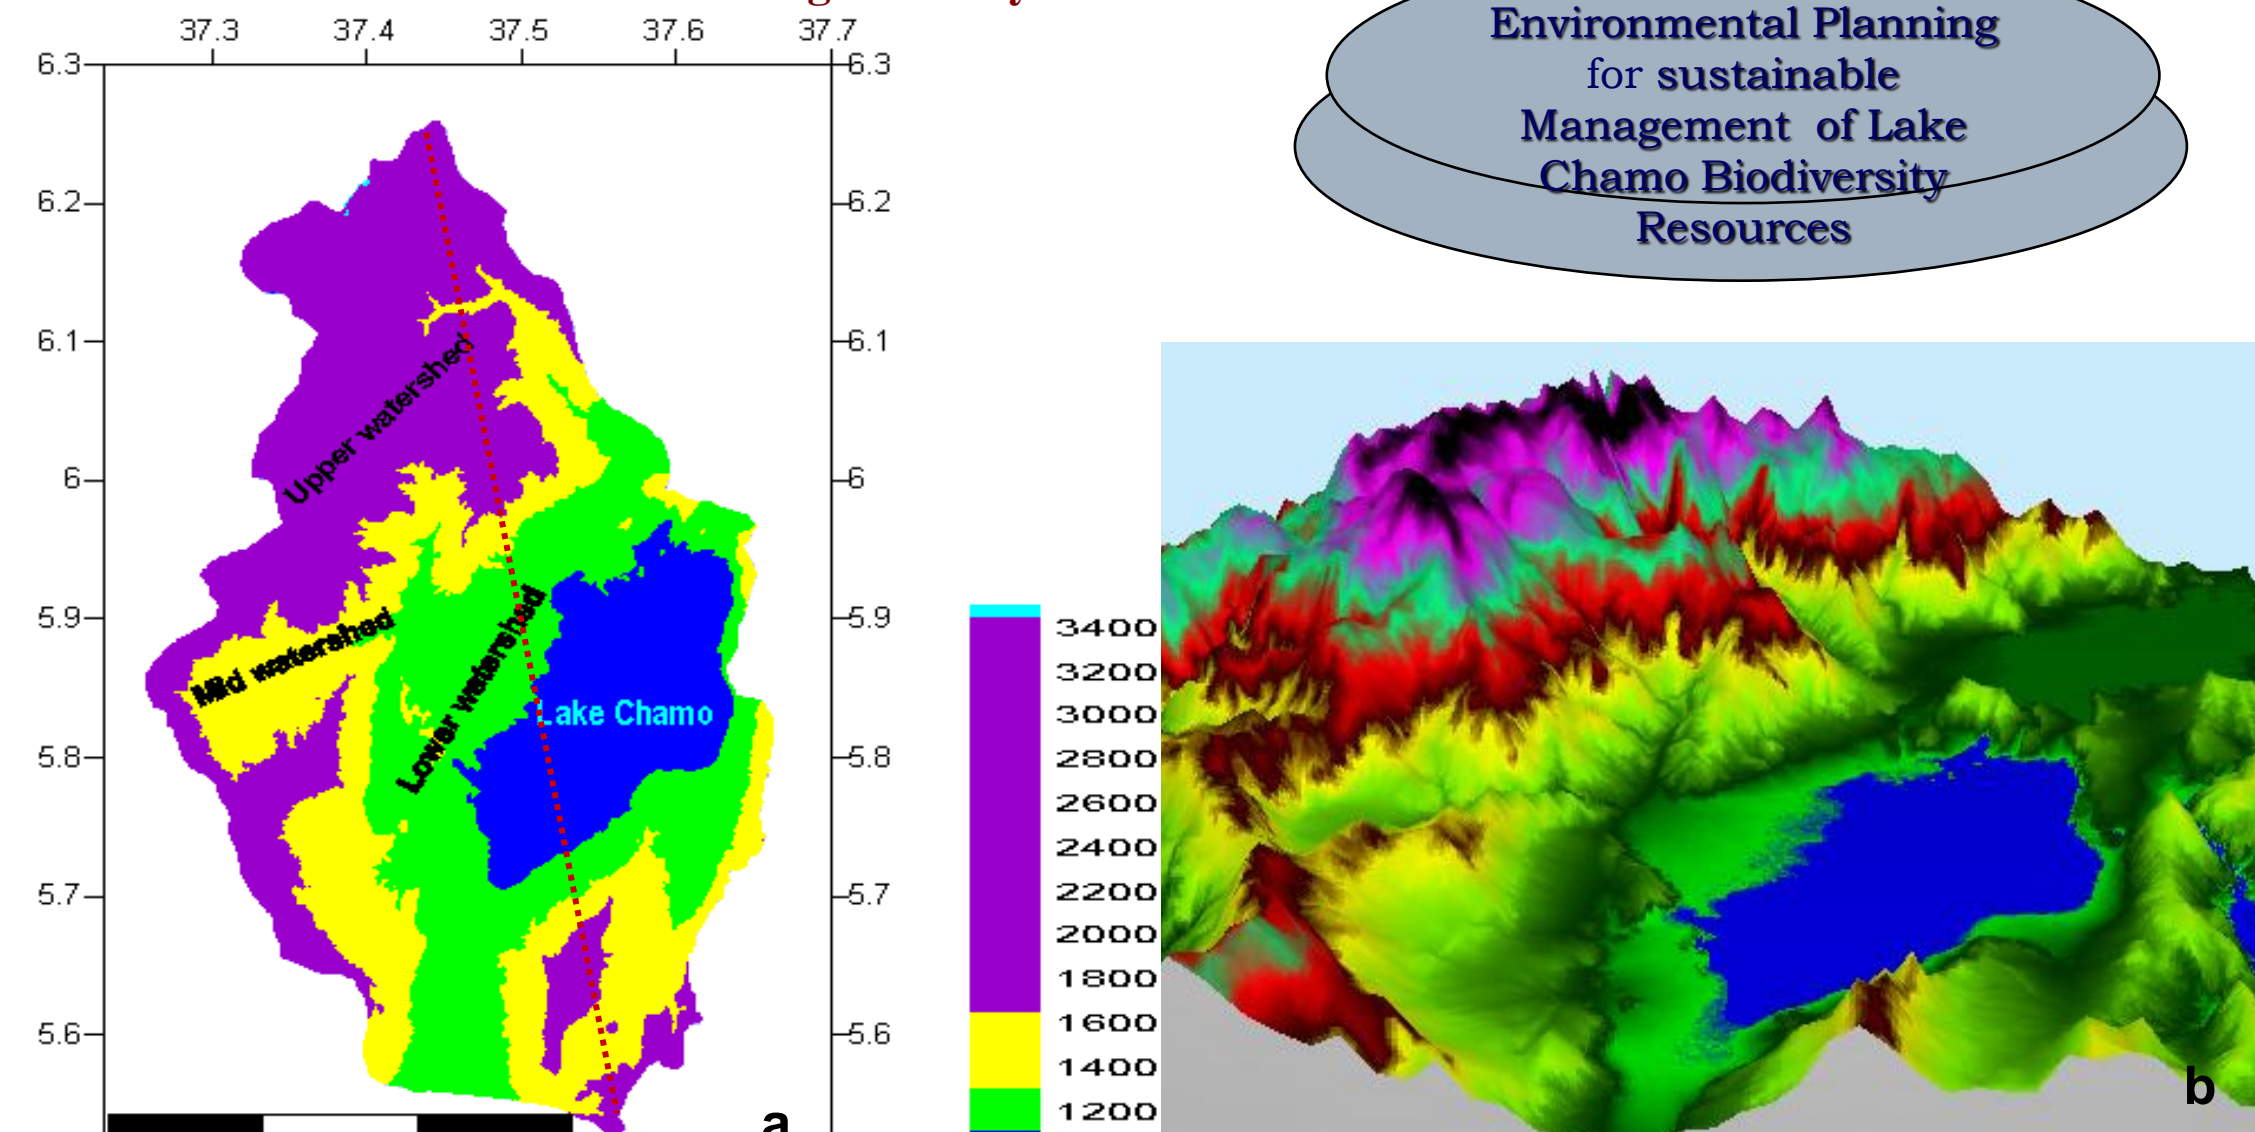 37.3 37.4 37.5 37.6 37.7
6.3 6.3
6.2 6.2
6.1 6.1
6 6
5.9 5.9
5.8 5.8
5.7 5.7
5.6 5.6
Upper watershed
Mid watershed
Lower watershed
Lake Chamo
a
3400
3200
3000
2800
2600
2400
2200
2000
1800
1600
1400
1200
Environmental Planning
for sustainable
Management of Lake
Chamo Biodiversity
Resources
b